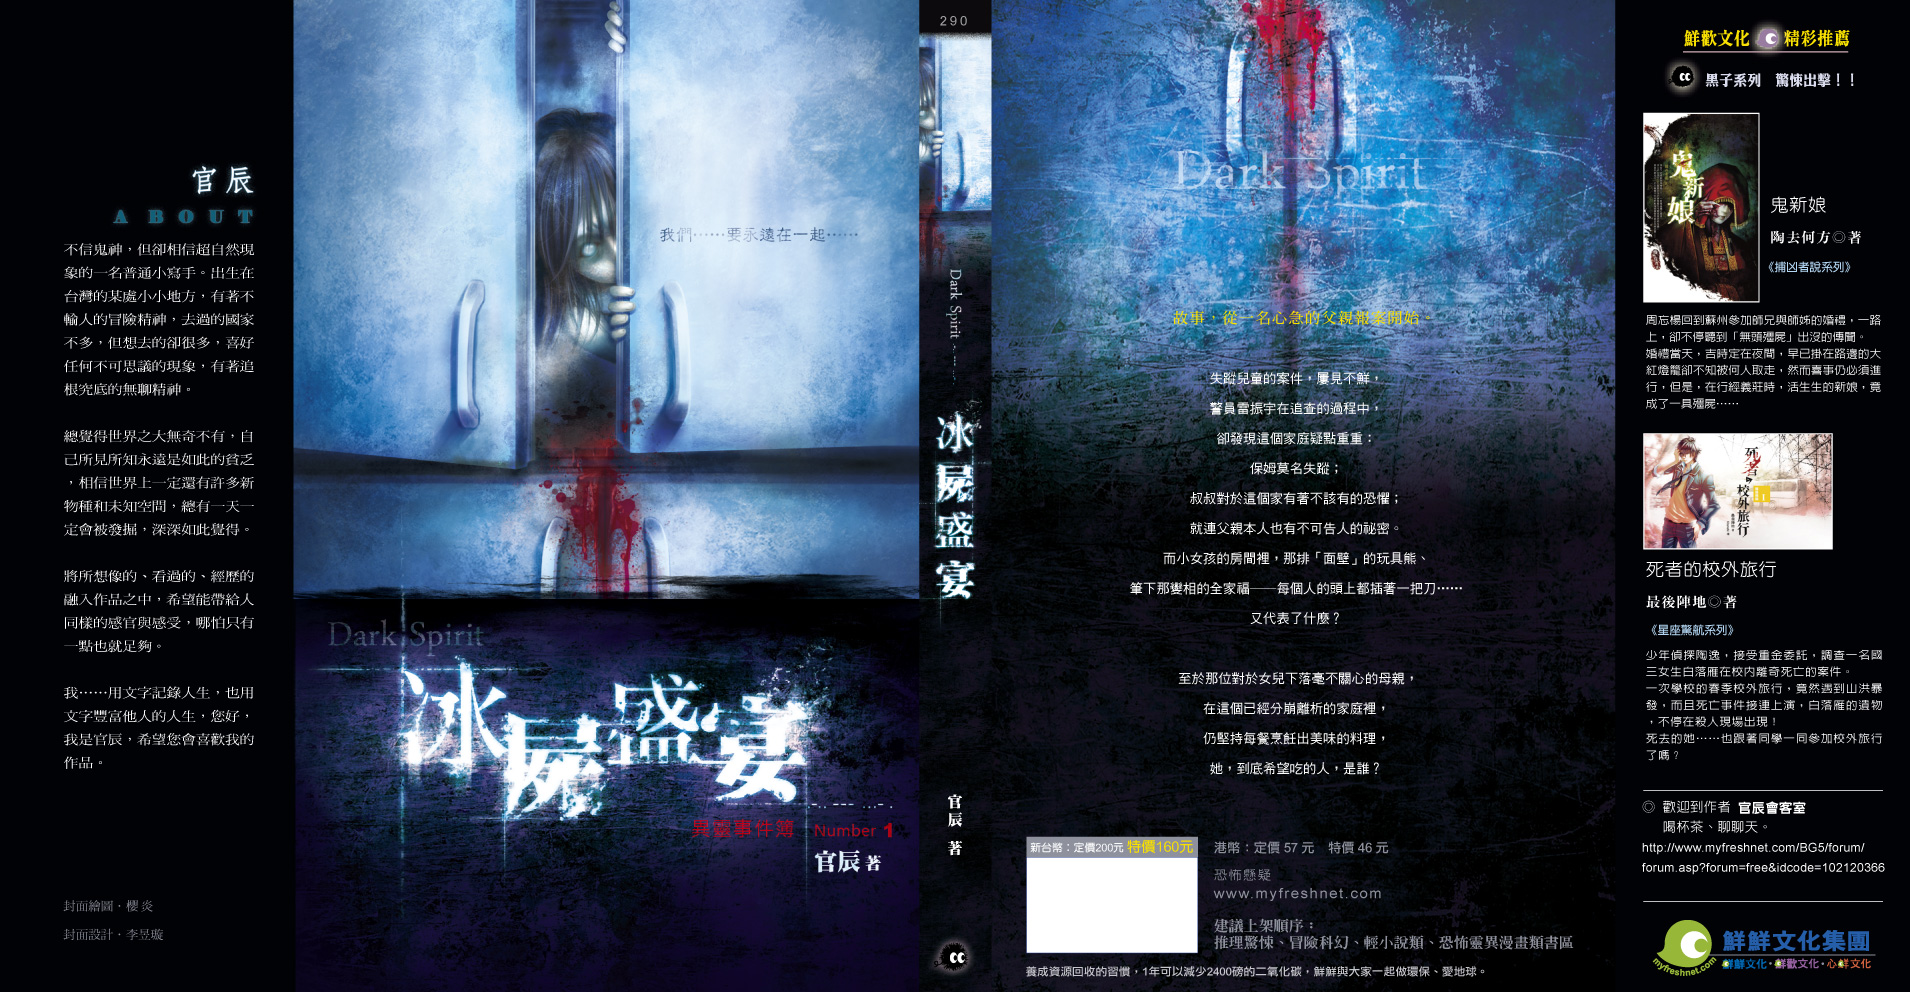 官辰
ABOUT
不信鬼神，但卻相信超自然現
象的一名普通小寫手。出生在
台灣的某處小小地方，有著不
輸人的冒險精神，去過的國家
不多，但想去的卻很多，喜好
任何不可思議的現象，有著追
根究底的無聊精神。
總覺得世界之大無奇不有，自
己所見所知永遠是如此的貧乏
，相信世界上一定還有許多新
物種和未知空間，總有一天一
定會被發掘，深深如此覺得。
將所想像的、看過的、經歷的
融入作品之中，希望能帶給人
同樣的感官與感受，哪怕只有
一點也就足夠。
我……用文字記錄人生，也用
文字豐富他人的人生，您好，
我是官辰，希望您會喜歡我的
作品。
封面繪圖・櫻炎
封面設計・李昱璇
我們……要永遠在一起……
Dark Spirit
冰屍盛宴
異靈事件簿 Number 1
官辰 著
290
Dark Spirit
冰屍盛宴
官辰 著
Dark Spirit
故事，從一名心急的父親報案開始。
失蹤兒童的案件，屢見不鮮，
警員雷振宇在追查的過程中，
卻發現這個家庭疑點重重：
保姆莫名失蹤；
叔叔對於這個家有著不該有的恐懼；
就連父親本人也有不可告人的祕密。
而小女孩的房間裡，那排「面壁」的玩具熊、
筆下那變相的全家福──每個人的頭上都插著一把刀……
又代表了什麼？
至於那位對於女兒下落毫不關心的母親，
在這個已經分崩離析的家庭裡，
仍堅持每餐烹飪出美味的料理，
她，到底希望吃的人，是誰？
新台幣：定價200元 特價160元
港幣：定價 57 元　特價 46 元
恐怖懸疑
www.myfreshnet.com
建議上架順序：
推理驚悚、冒險科幻、輕小說類、恐怖靈異漫畫類書區
養成資源回收的習慣，1年可以減少2400磅的二氧化碳，鮮鮮與大家一起做環保、愛地球。
鮮歡文化 精彩推薦
黑子系列　驚悚出擊！！
鬼新娘
鬼新娘
陶去何方◎著
《捕凶者說系列》
周忘楊回到蘇州參加師兄與師姊的婚禮，一路
上，卻不停聽到「無頭殭屍」出沒的傳聞。
婚禮當天，吉時定在夜間，早已掛在路邊的大
紅燈籠卻不知被何人取走，然而喜事仍必須進
行，但是，在行經義莊時，活生生的新娘，竟
成了一具殭屍……
死者的校外旅行
死者的校外旅行
最後陣地◎著
《星座驚航系列》
少年偵探陶逸，接受重金委託，調查一名國
三女生白落雁在校內離奇死亡的案件。
一次學校的春季校外旅行，竟然遇到山洪暴
發，而且死亡事件接連上演，白落雁的遺物
，不停在殺人現場出現！
死去的她……也跟著同學一同參加校外旅行
了嗎？
◎ 歡迎到作者 官辰會客室
喝杯茶、聊聊天。
http://www.myfreshnet.com/BG5/forum/
forum.asp?forum=free&idcode=102120366
myfreshnet.com
鮮鮮文化集團
鮮鮮文化・鮮歡文化・心鮮文化